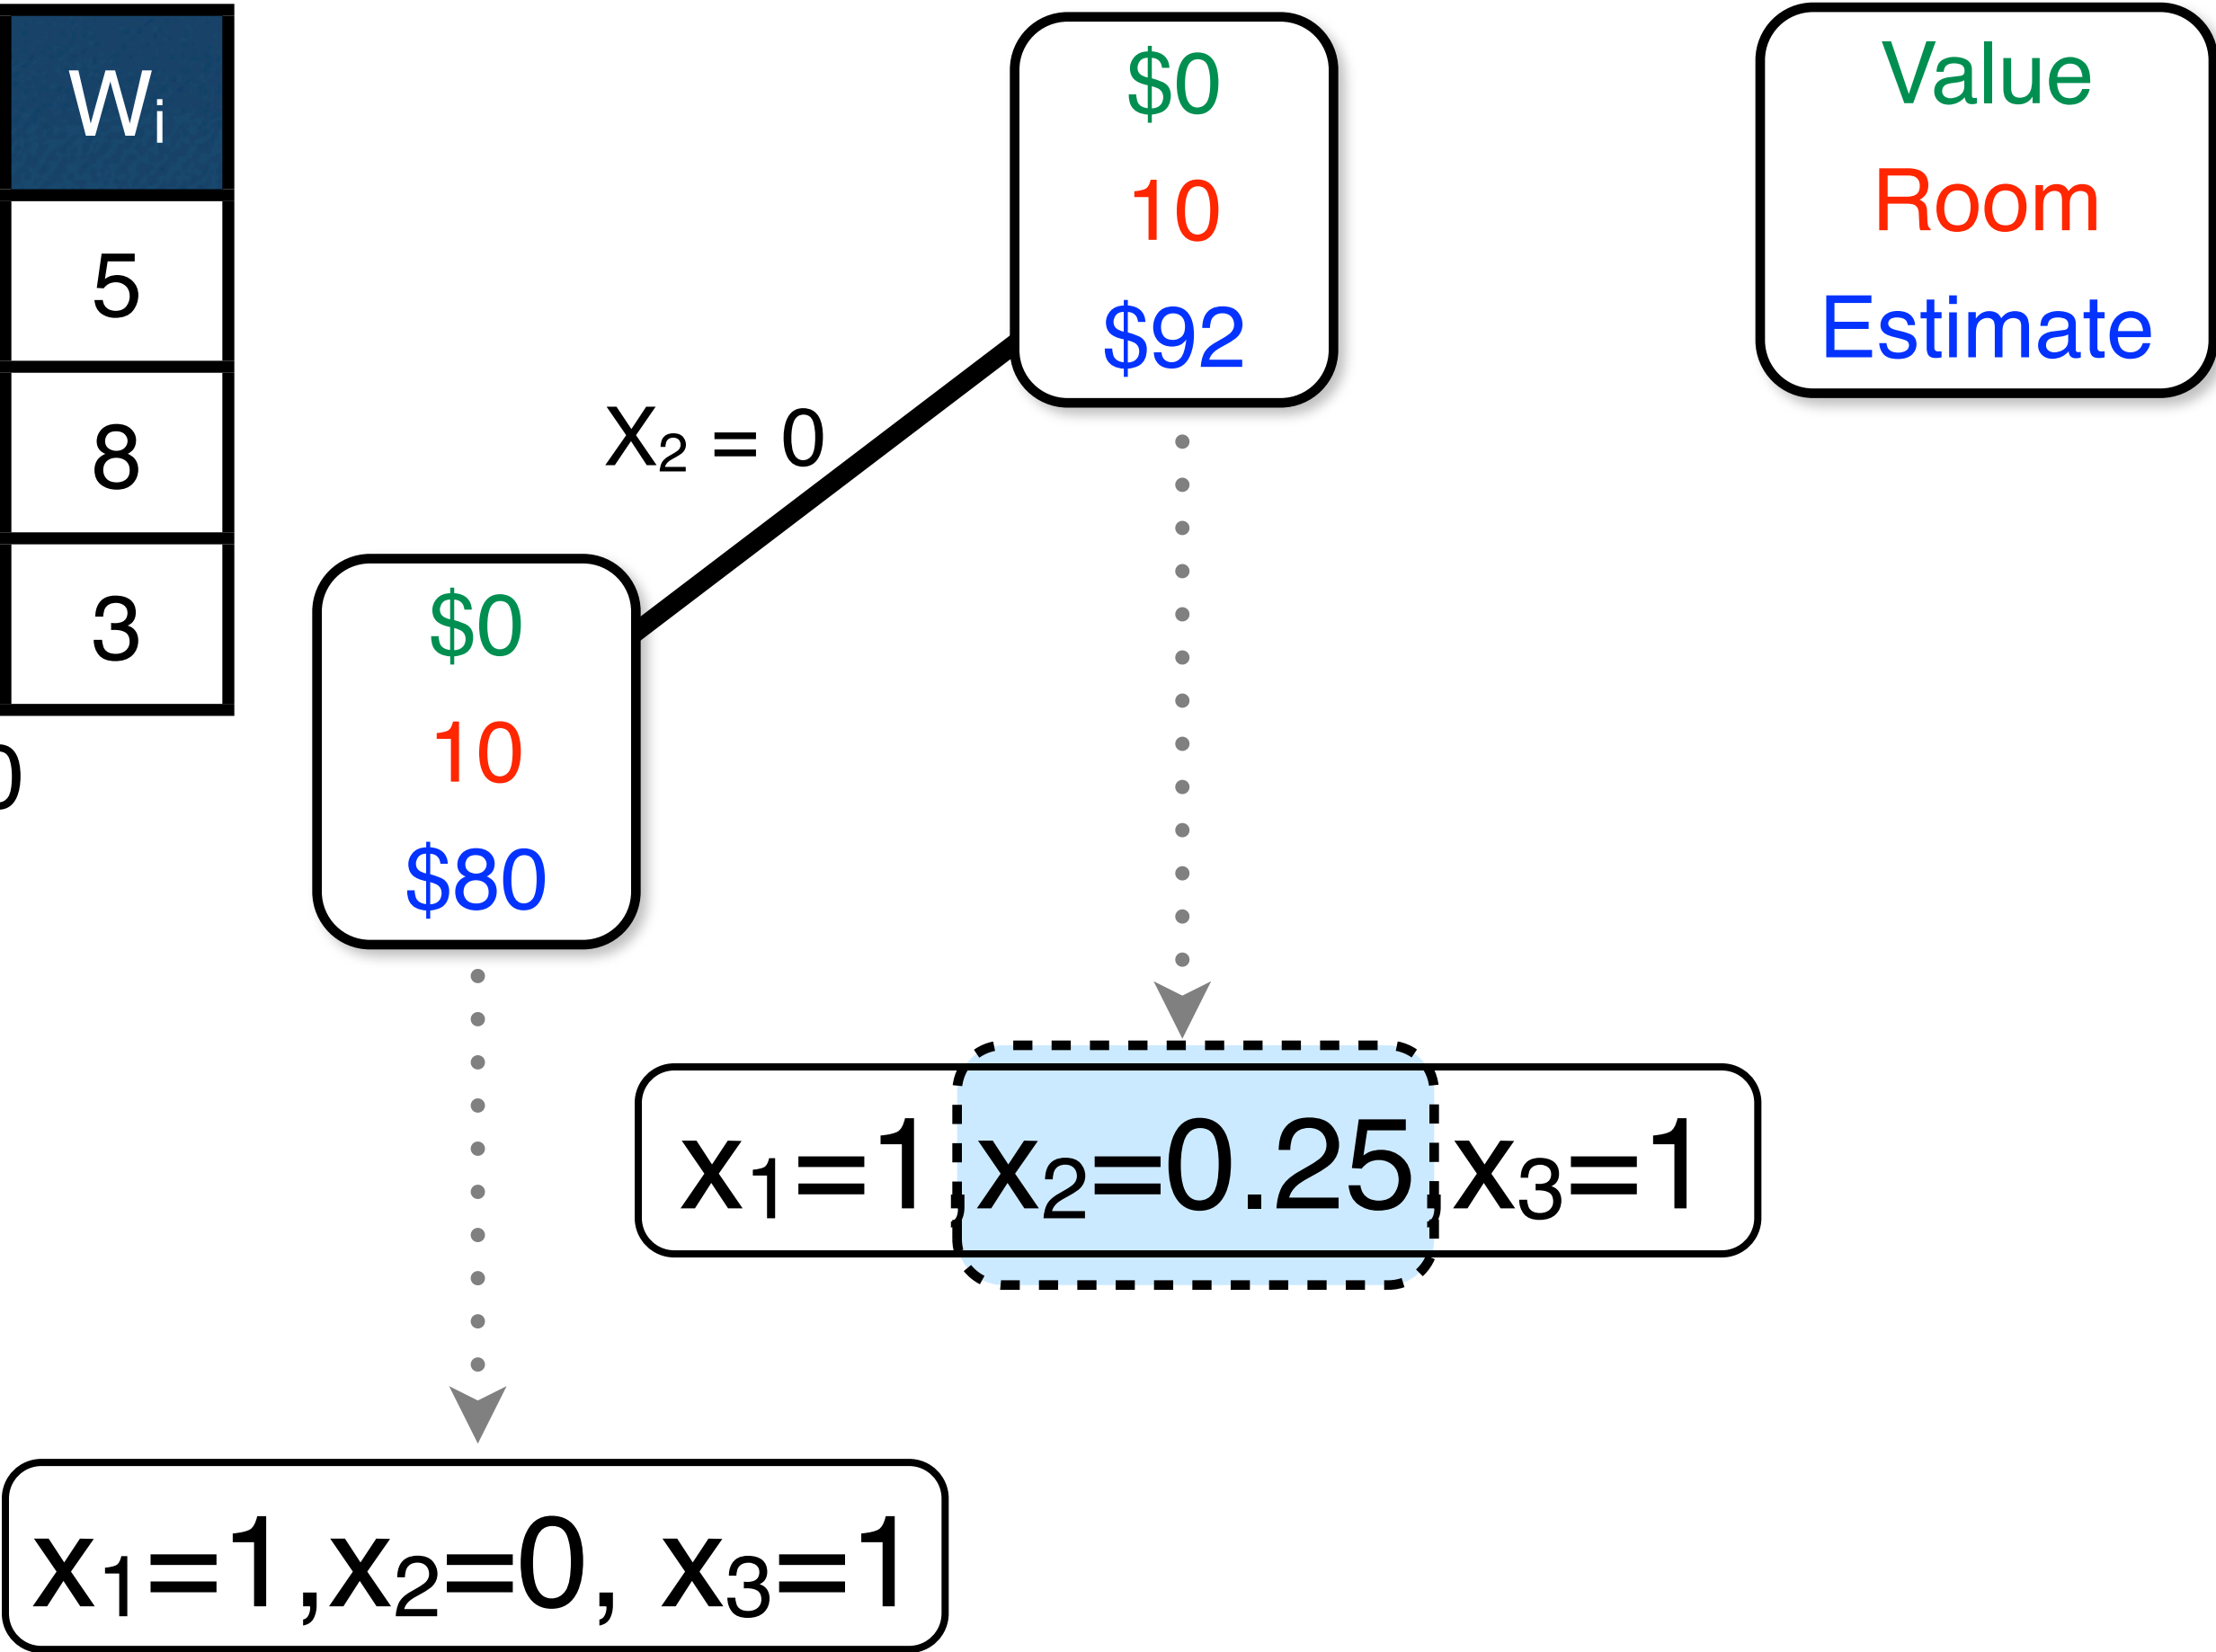 Wi
5
8
3
0
$0
10
$92
Value
Room
Estimate
x2 = 0
$0
10
$80
x1=1,x2=0.25,x3=1
x1=1,x2=0, x3=1